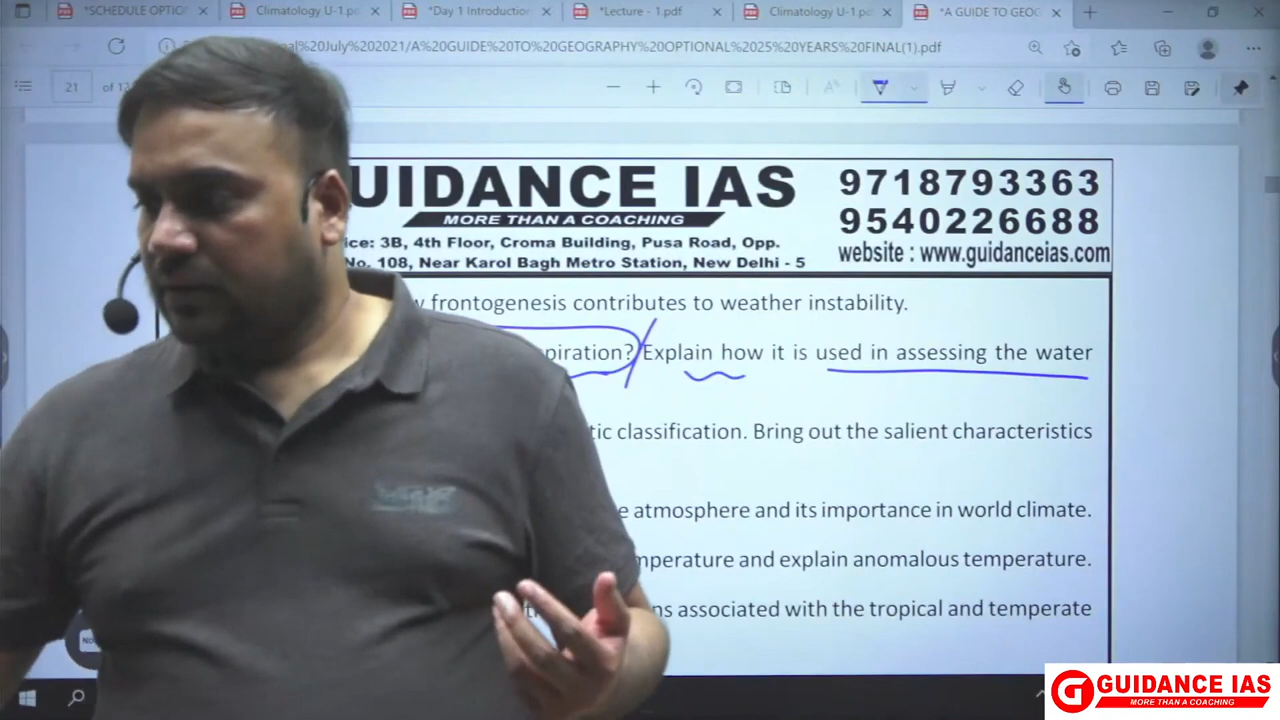 *SCHEDULE OPTIO
Climatology U-1.p
*Day 1 Introduction
*Lecture - 1.pdf
Climatology U-1.p
*A GUIDE TO GEOG
al%20July%202021/A%20GUIDE%20TO%20GEOGRAPHY%20OPTIONAL%2025%20YEARS%20FINAL(1).pdf
21 of 1
UIDANCE IAS
MORE THAN A COACHING
ice: 3B, 4th Floor, Croma Building, Pusa Road, Opp.
No. 108, Near Karol Bagh Metro Station, New Delhi - 5
9718793363
9540226688
website : www.guidanceias.com
w frontogenesis contributes to weather instability.
piration? Explain how it is used in assessing the water
tic classification. Bring out the salient characteristics
e atmosphere and its importance in world climate.
mperature and explain anomalous temperature.
ns associated with the tropical and temperate
G GUIDANCE IAS
MORE THAN A COACHING